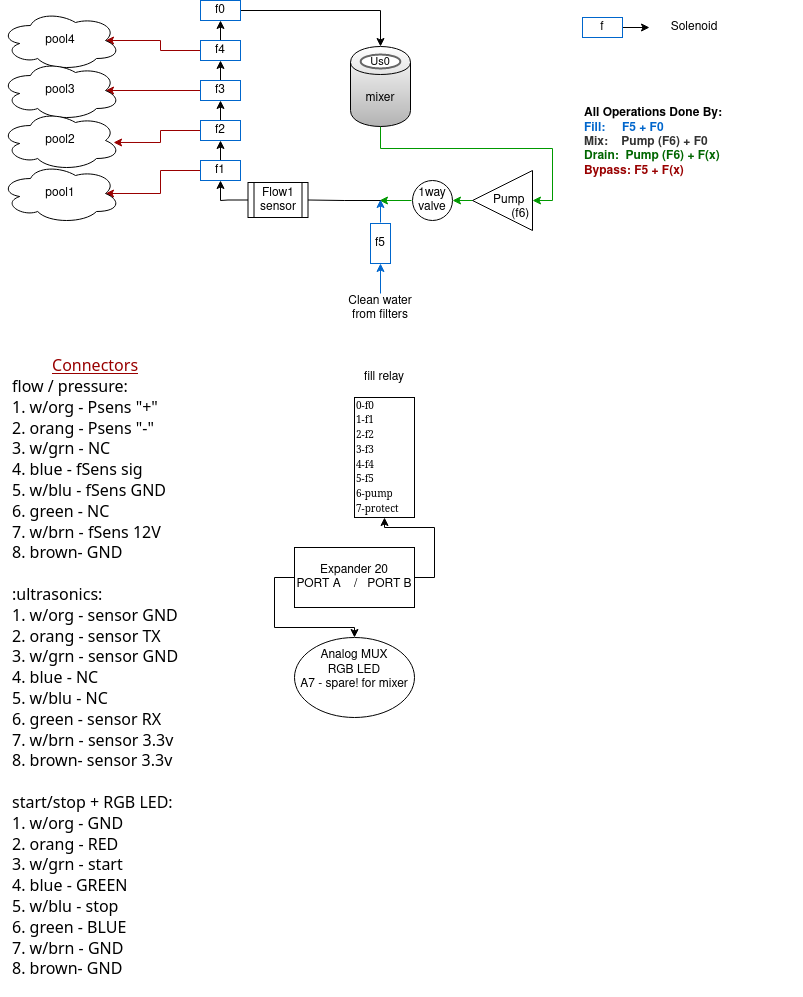 f0
f
Solenoid
pool4
f4
Us0
pool3
f3
mixer
All Operations Done By:
Fill: F5 + F0
Mix: Pump (F6) + F0
Drain: Pump (F6) + F(x)
Bypass: F5 + F(x)
pool2
f2
pool1
f1
Flow1
sensor
1way
valve
Pump
(f6)
f5
Clean water
from filters
Connectors
flow / pressure:
1. w/org - Psens "+"
2. orang - Psens "-"
3. w/grn - NC
4. blue - fSens sig
5. w/blu - fSens GND
6. green - NC
7. w/brn - fSens 12V
8. brown- GND
:ultrasonics:
1. w/org - sensor GND
2. orang - sensor TX
3. w/grn - sensor GND
4. blue - NC
5. w/blu - NC
6. green - sensor RX
7. w/brn - sensor 3.3v
8. brown- sensor 3.3v
start/stop + RGB LED:
1. w/org - GND
2. orang - RED
3. w/grn - start
4. blue - GREEN
5. w/blu - stop
6. green - BLUE
7. w/brn - GND
8. brown- GND
fill relay
0-f0
1-f1
2-f2
3-f3
4-f4
5-f5
6-pump
7-protect
Expander 20
PORT A / PORT B
Analog MUX
RGB LED
A7 - spare! for mixer